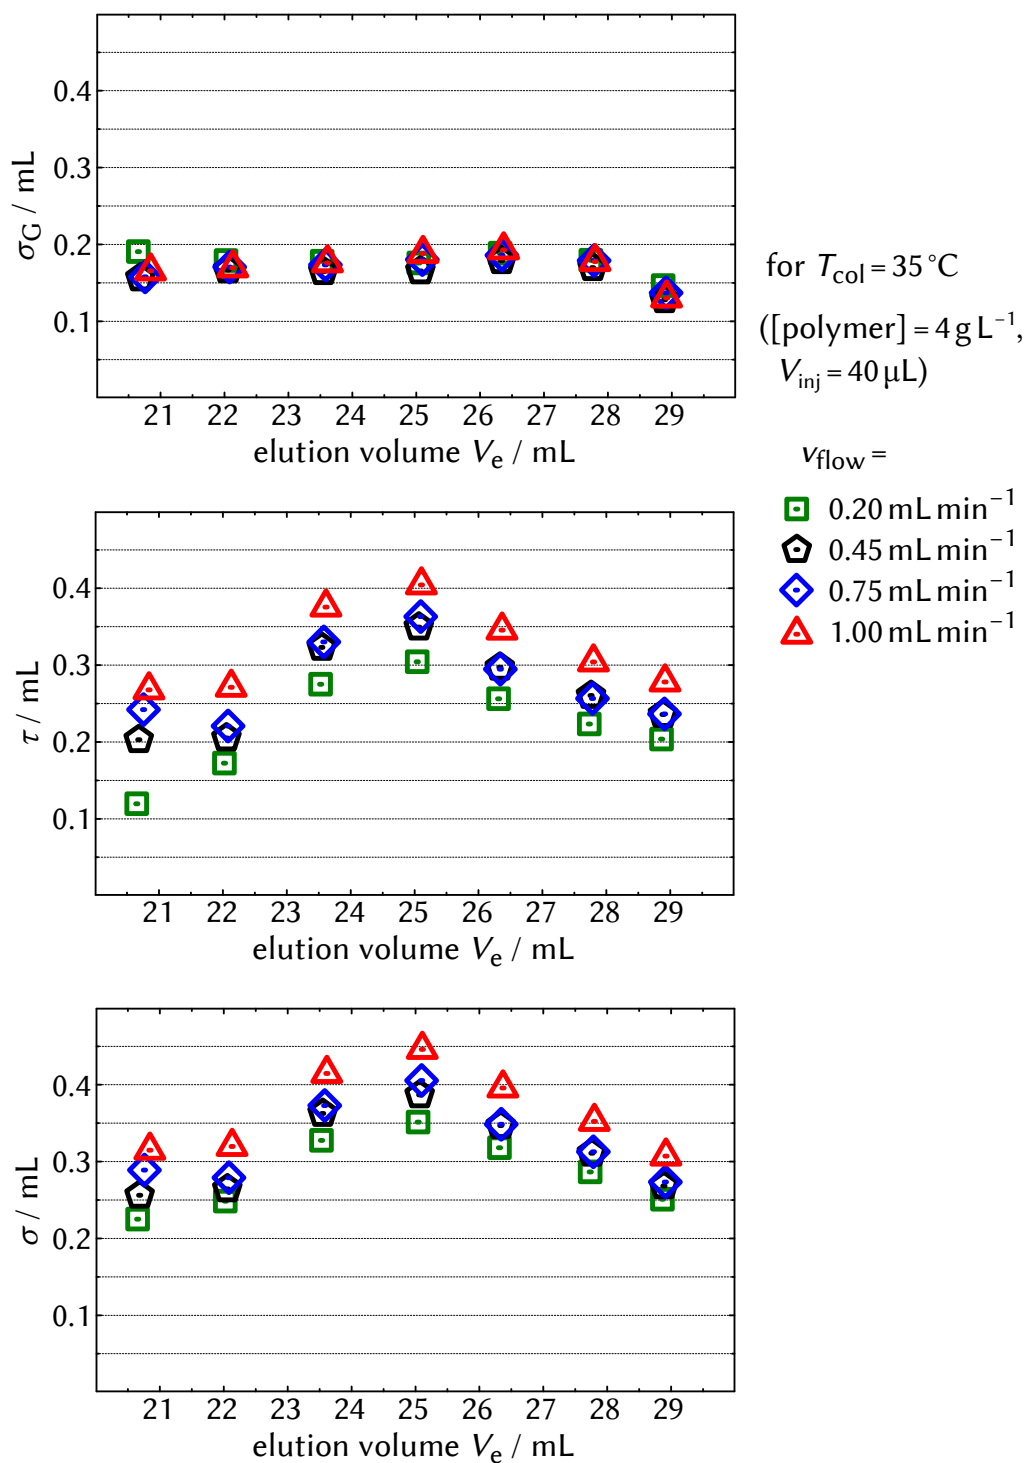 σG / mL
0.4
0.3
0.2
0.1
21 22 23 24 25 26 27 28 29
elution volume Ve / mL
for Tcol = 35 °C
([polymer] = 4 g L⁻¹,
Vinj = 40 μL)
vflow =
0.20 mL min⁻¹
0.45 mL min⁻¹
0.75 mL min⁻¹
1.00 mL min⁻¹
τ / mL
0.4
0.3
0.2
0.1
21 22 23 24 25 26 27 28 29
elution volume Ve / mL
σ / mL
0.4
0.3
0.2
0.1
21 22 23 24 25 26 27 28 29
elution volume Ve / mL